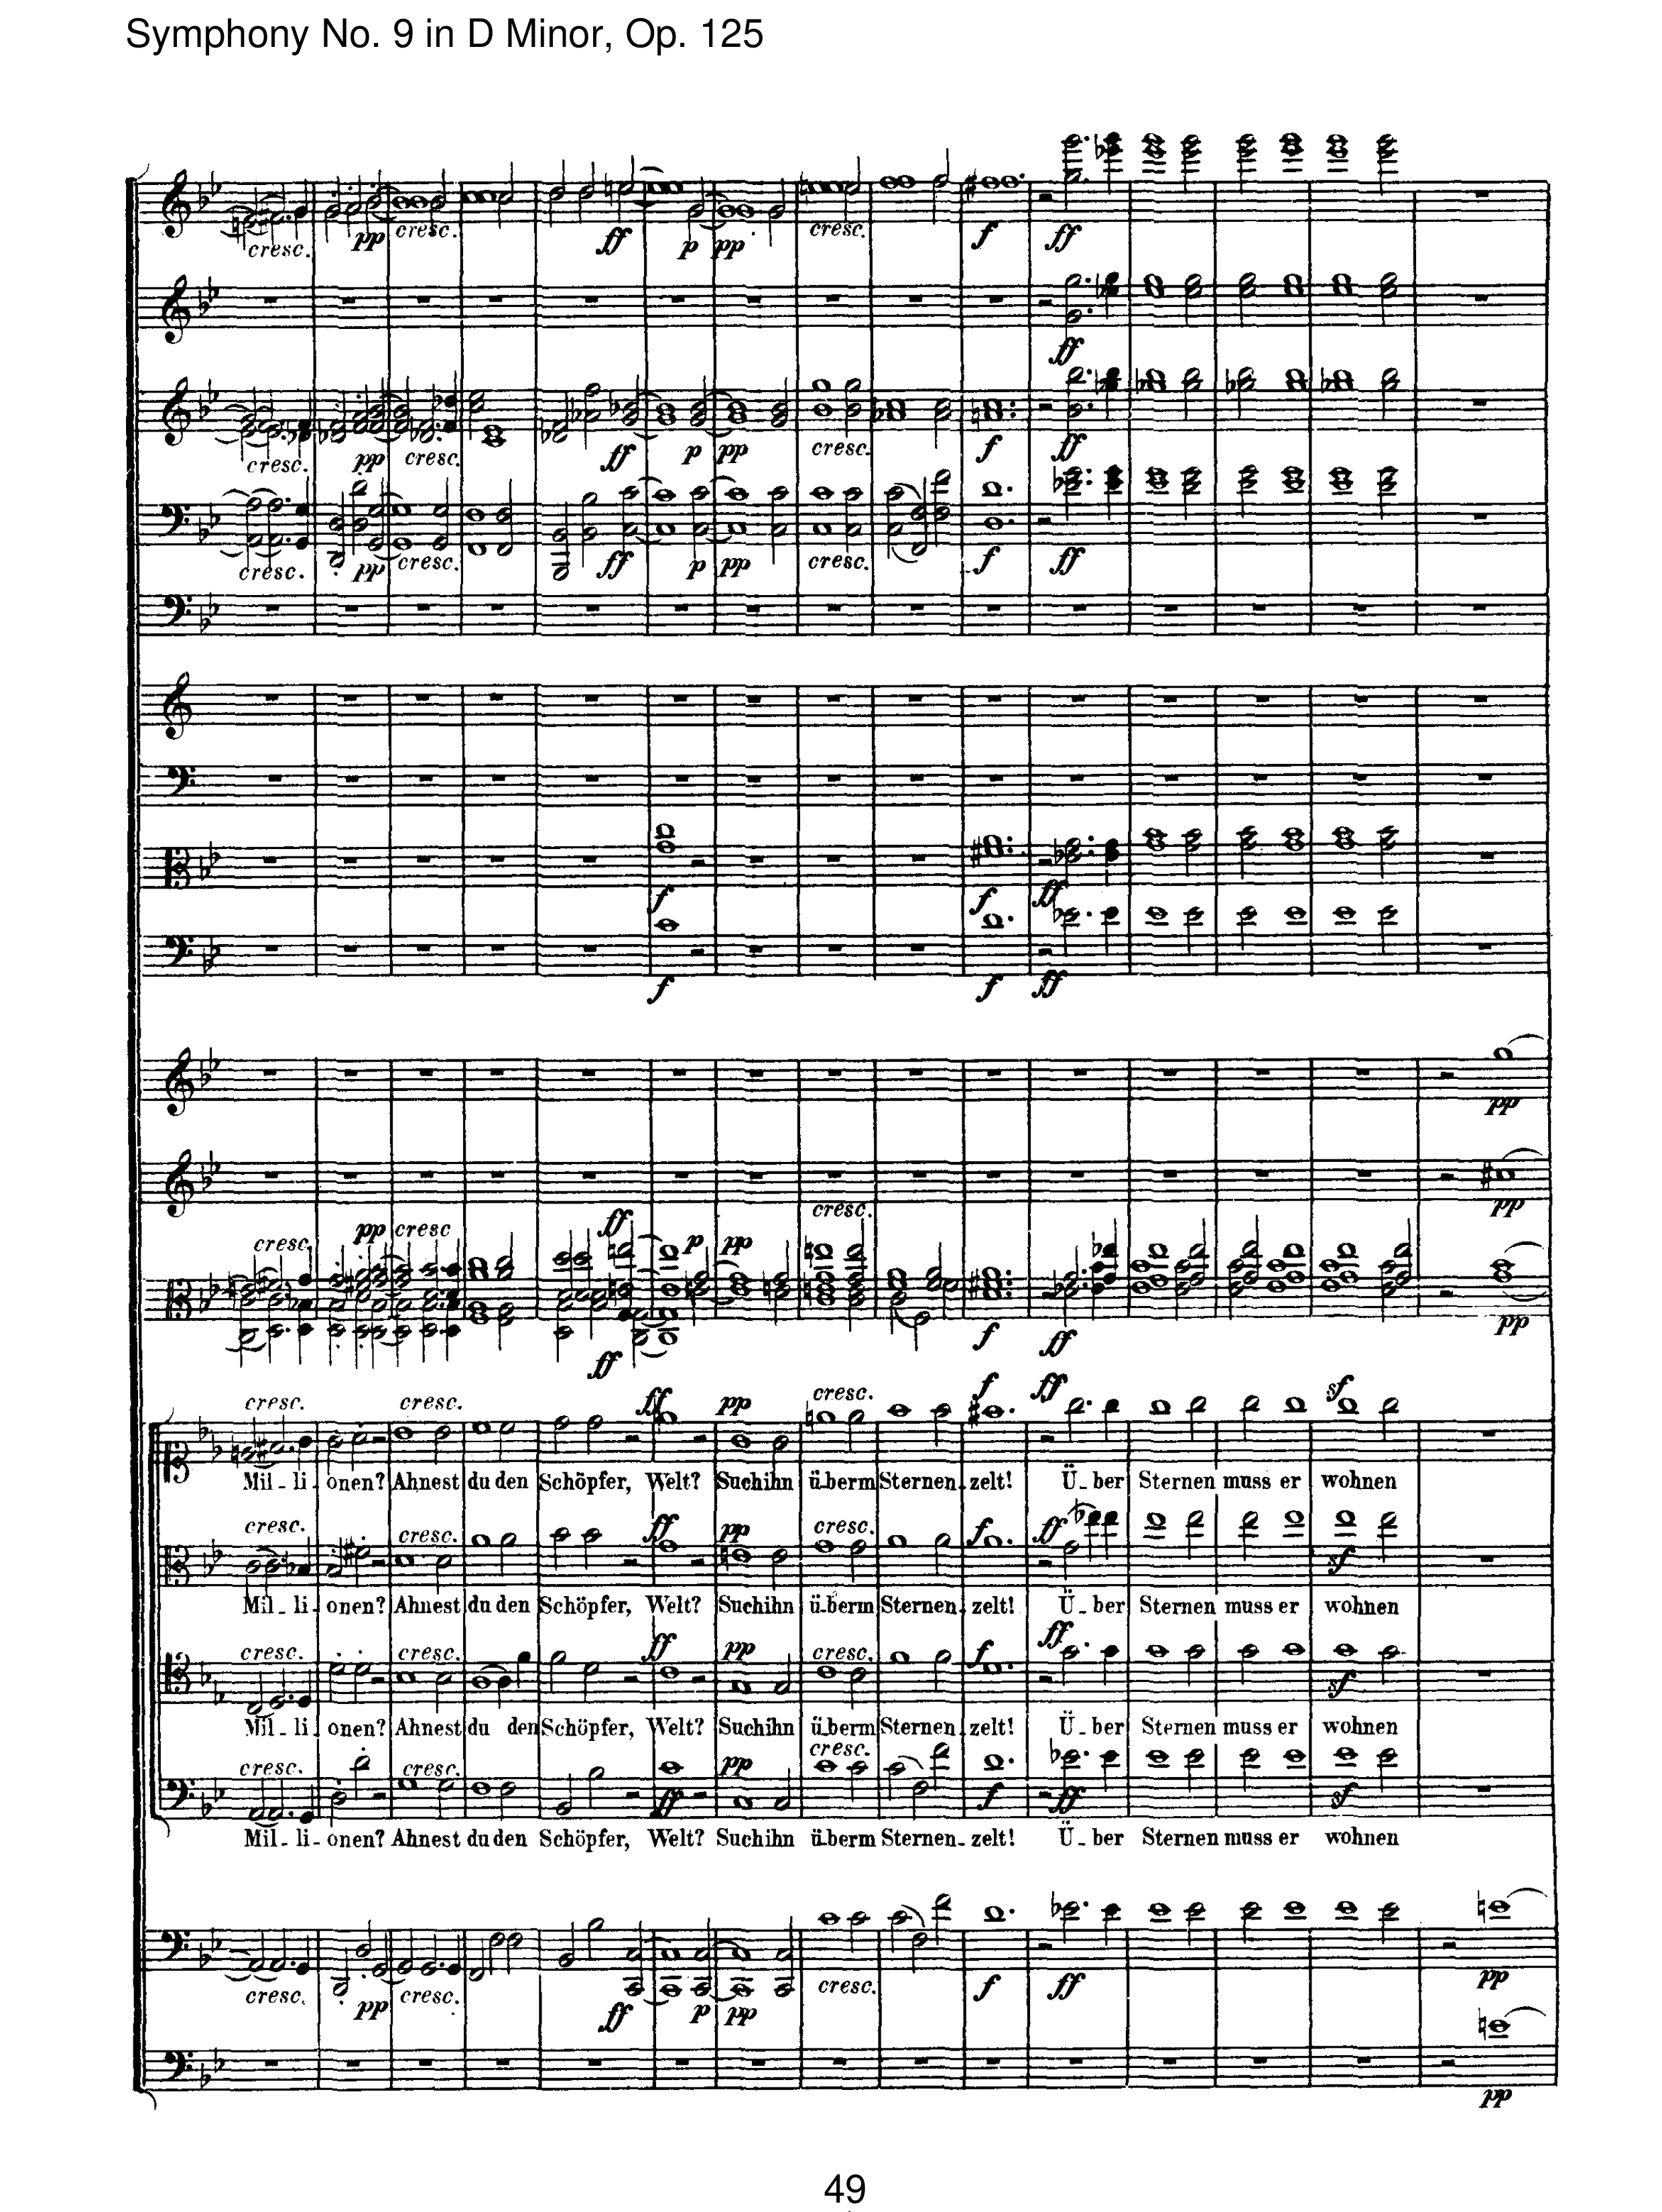 Symphony No. 9 in D Minor, Op. 125
cresc. pp cresc. ff p pp cresc. f ff
ff
cresc. pp cresc. ff p pp cresc. f ff
cresc. pp cresc. ff p pp cresc. f ff
f f ff
f f ff
pp
pp
cresc.
cresc. pp cresc ff p pp
ff f ff pp
cresc. cresc. ff pp cresc. f ff sf
Mil - li - onen? Ahnest du den Schöpfer, Welt? Such ihn ü-berm Sternen - zelt! Ü - ber Sternen muss er wohnen
cresc. cresc. ff pp cresc. f ff sf
Mil - li - onen? Ahnest du den Schöpfer, Welt? Such ihn ü-berm Sternen - zelt! Ü - ber Sternen muss er wohnen
cresc. cresc. ff pp cresc. f ff sf
Mil - li - onen? Ahnest du den Schöpfer, Welt? Such ihn ü-berm Sternen - zelt! Ü - ber Sternen muss er wohnen
cresc. cresc. ff pp cresc. f ff sf
Mil - li - onen? Ahnest du den Schöpfer, Welt? Such ihn ü-berm Sternen - zelt! Ü - ber Sternen muss er wohnen
cresc. pp cresc. ff p pp cresc. f ff pp
pp
49